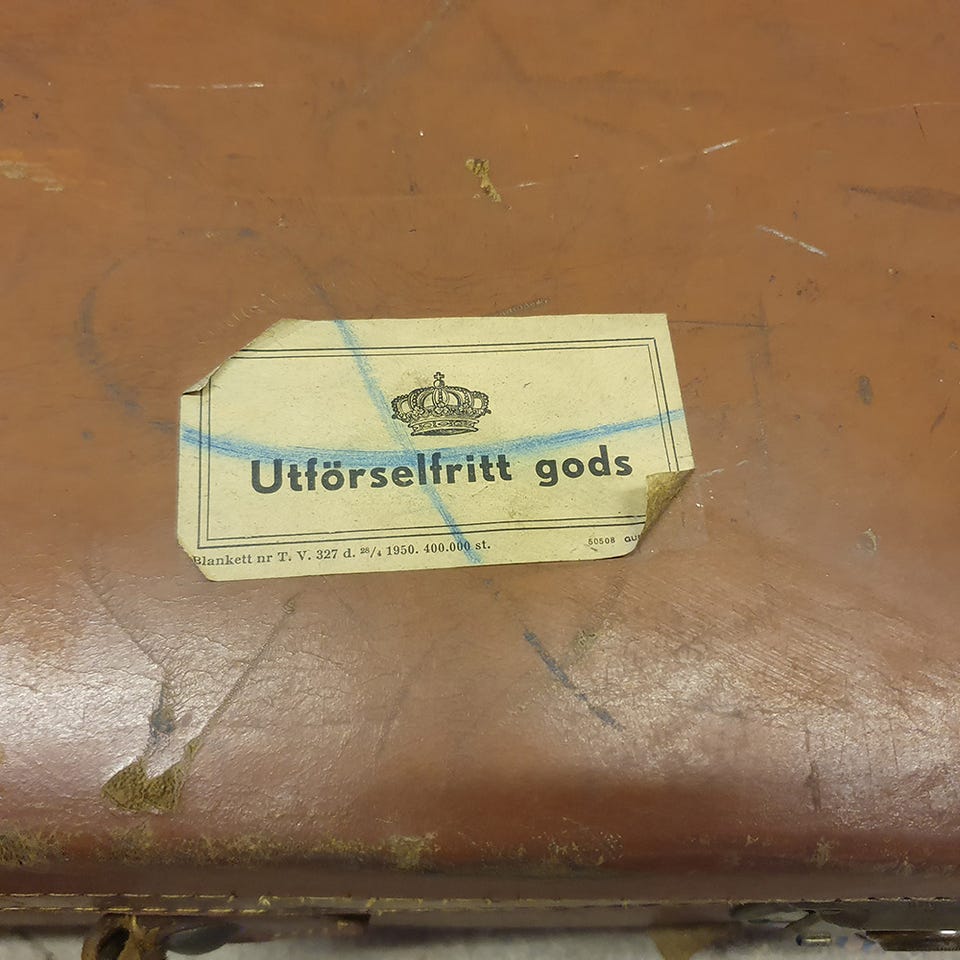 Utförselfritt gods
Blankett nr T. V. 327 d. 28/4 1950. 400.000 st.
50508